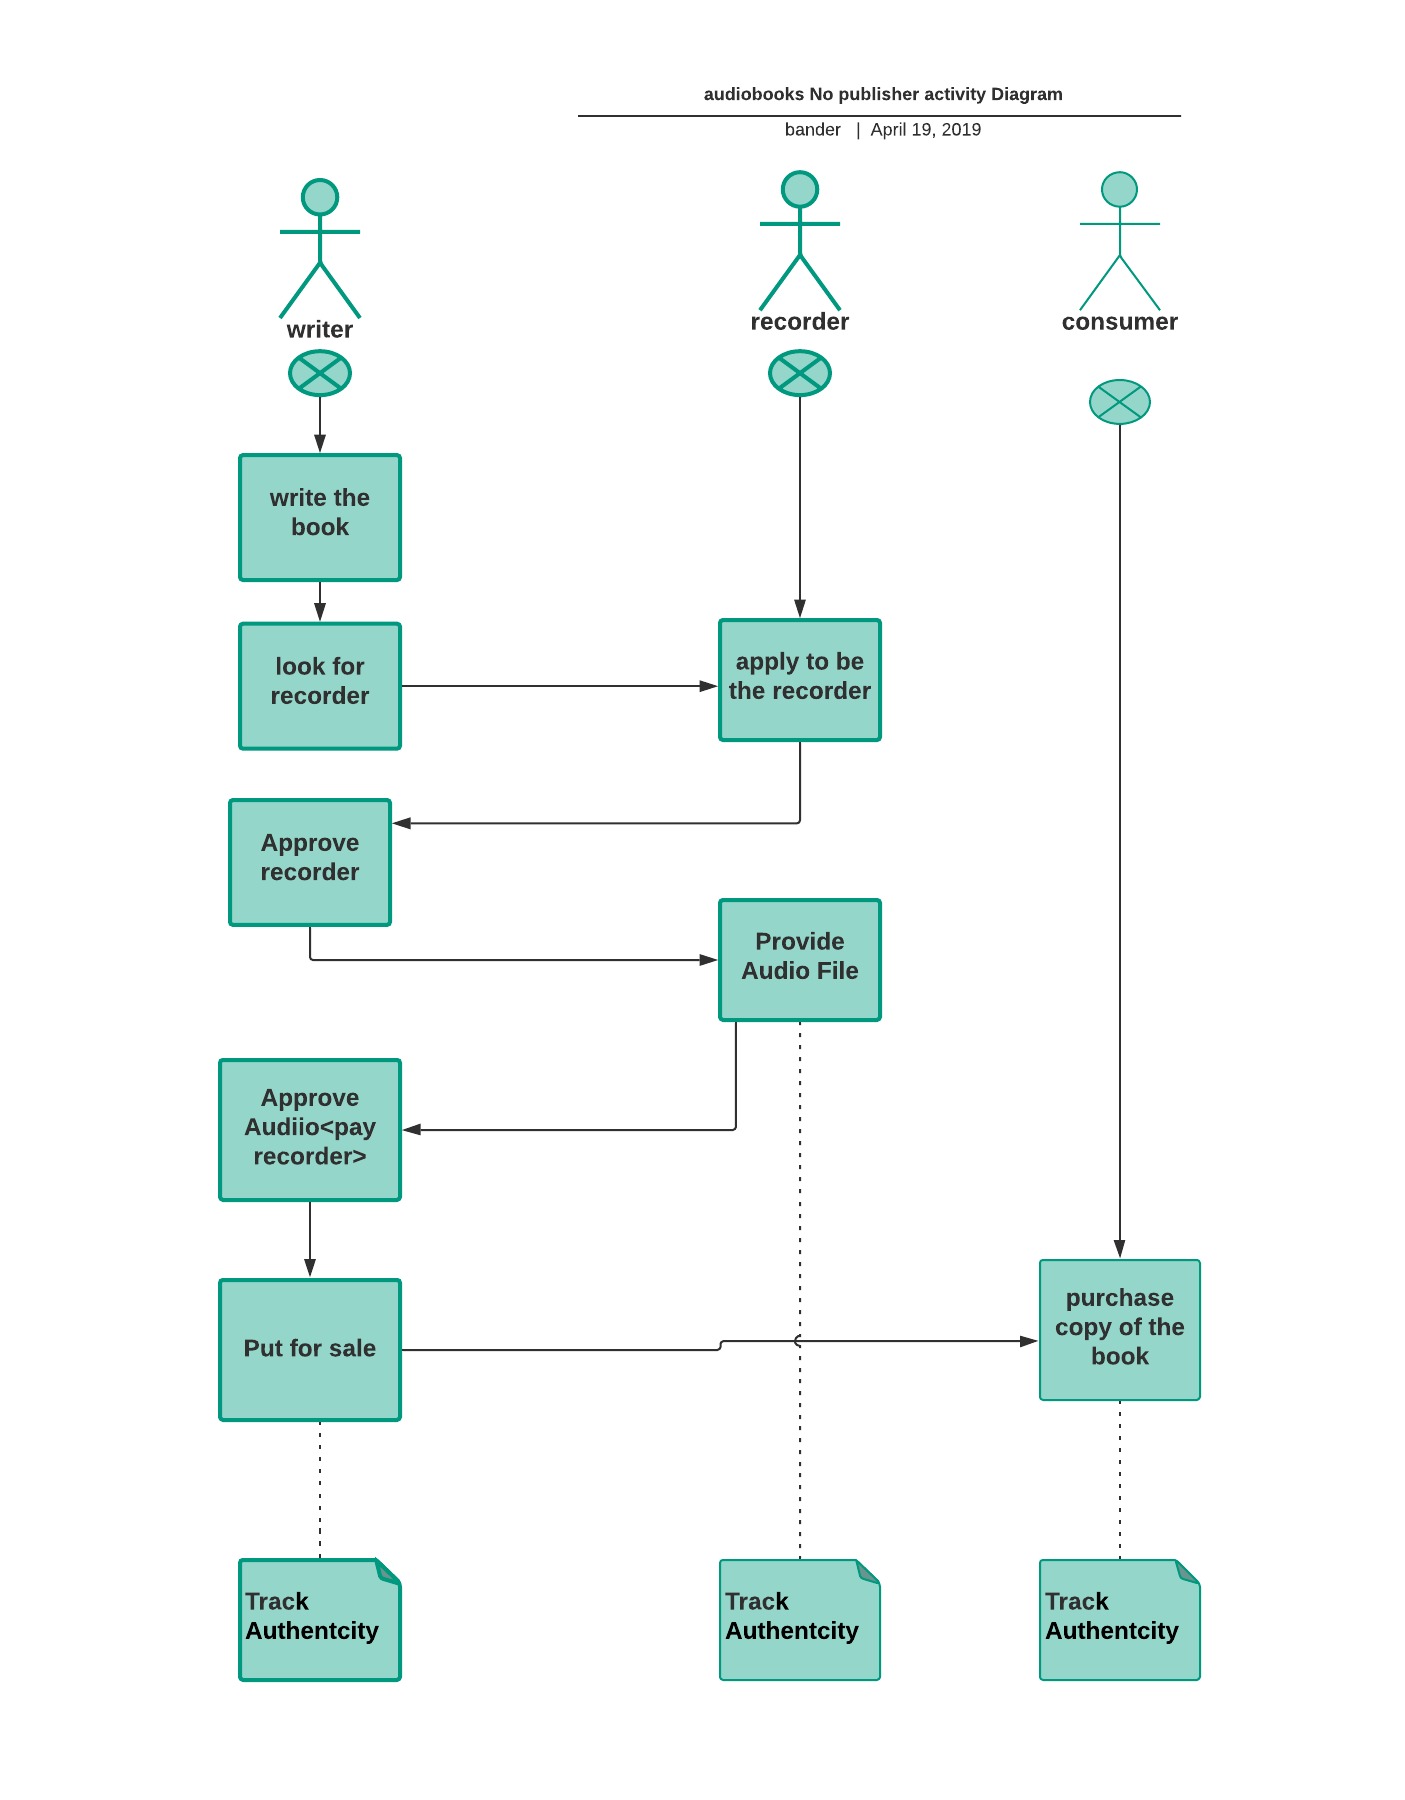 audiobooks No publisher activity Diagram
bander | April 19, 2019
writer
recorder
consumer
write the
book
look for
recorder
apply to be
the recorder
Approve
recorder
Provide
Audio File
Approve
Audiio<pay
recorder>
Put for sale
purchase
copy of the
book
Track
Authentcity
Track
Authentcity
Track
Authentcity